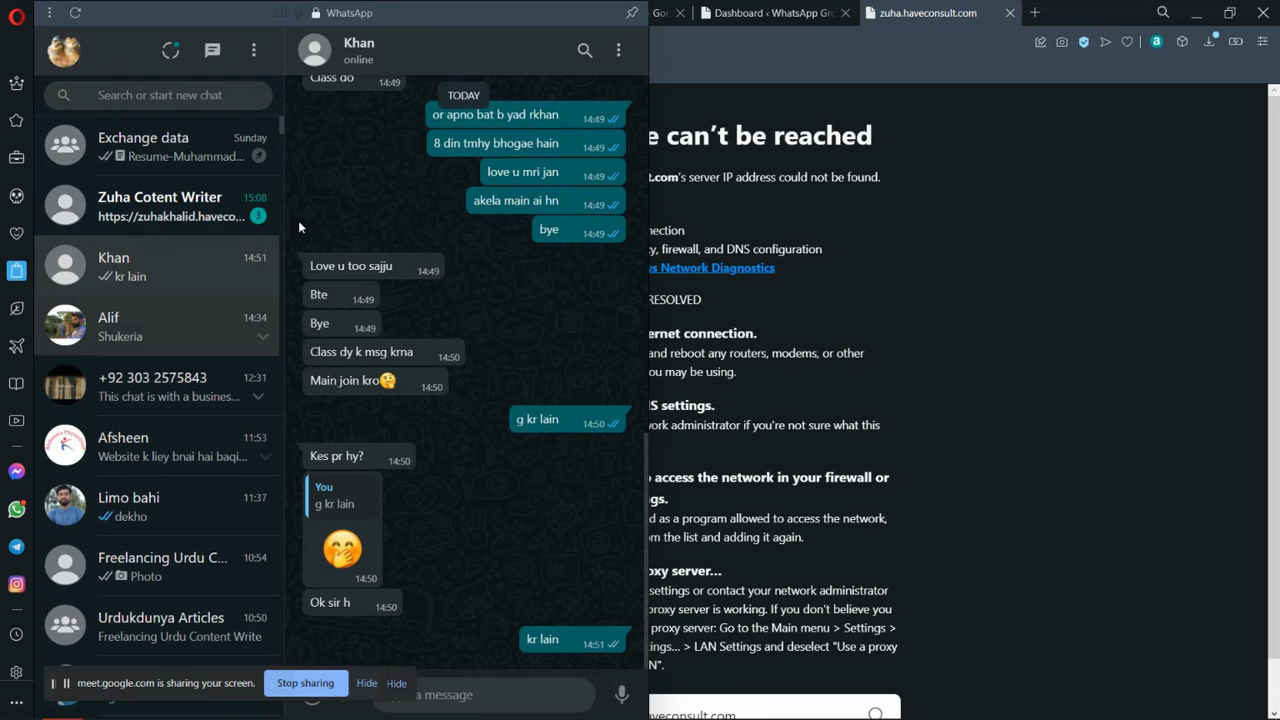 WhatsApp
Goo
Dashboard ‹ WhatsApp Gro
zuha.haveconsult.com
Khan
online
Search or start new chat
Exchange data
Sunday
Resume-Muhammad...
Zuha Cotent Writer
15:08
https://zuhakhalid.haveco...
3
Khan
14:51
kr lain
Alif
14:34
Shukeria
+92 303 2575843
12:31
This chat is with a busines...
Afsheen
11:53
Website k liey bnai hai baqi...
Limo bahi
11:37
dekho
Freelancing Urdu C...
10:54
Photo
Urdukdunya Articles
10:50
Freelancing Urdu Content Write
Class do
14:49
TODAY
or apno bat b yad rkhan
14:49
8 din tmhy bhogae hain
14:49
love u mri jan
14:49
akela main ai hn
14:49
bye
14:49
Love u too sajju
14:49
Bte
14:49
Bye
14:49
Class dy k msg krna
14:50
Main join kro🤔
14:50
g kr lain
14:50
Kes pr hy?
14:50
You
g kr lain
🤭
14:50
Ok sir h
14:50
kr lain
14:51
a message
meet.google.com is sharing your screen.
Stop sharing
Hide
Hide
e can’t be reached
t.com’s server IP address could not be found.
nection
y, firewall, and DNS configuration
ws Network Diagnostics
RESOLVED
ernet connection.
and reboot any routers, modems, or other
you may be using.
NS settings.
work administrator if you're not sure what this
o access the network in your firewall or
ngs.
d as a program allowed to access the network,
om the list and adding it again.
oxy server...
settings or contact your network administrator
proxy server is working. If you don't believe you
proxy server: Go to the Main menu > Settings >
tings... > LAN Settings and deselect "Use a proxy
N".
.haveconsult.com